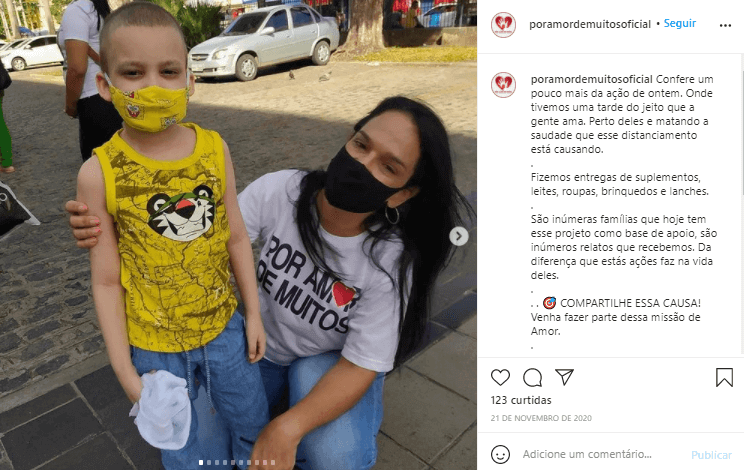 POR AMOR
DE MUITOS
poramordemuitosoficial • Seguir
poramordemuitosoficial Confere um
pouco mais da ação de ontem. Onde
tivemos uma tarde do jeito que a
gente ama. Perto deles e matando a
saudade que esse distanciamento
está causando.
.
Fizemos entregas de suplementos,
leites, roupas, brinquedos e lanches.
.
São inúmeras famílias que hoje tem
esse projeto como base de apoio, são
inúmeros relatos que recebemos. Da
diferença que estás ações faz na vida
deles.
.
. . 🎯 COMPARTILHE ESSA CAUSA!
Venha fazer parte dessa missão de
Amor.
.
123 curtidas
21 DE NOVEMBRO DE 2020
Adicione um comentário...
Publicar